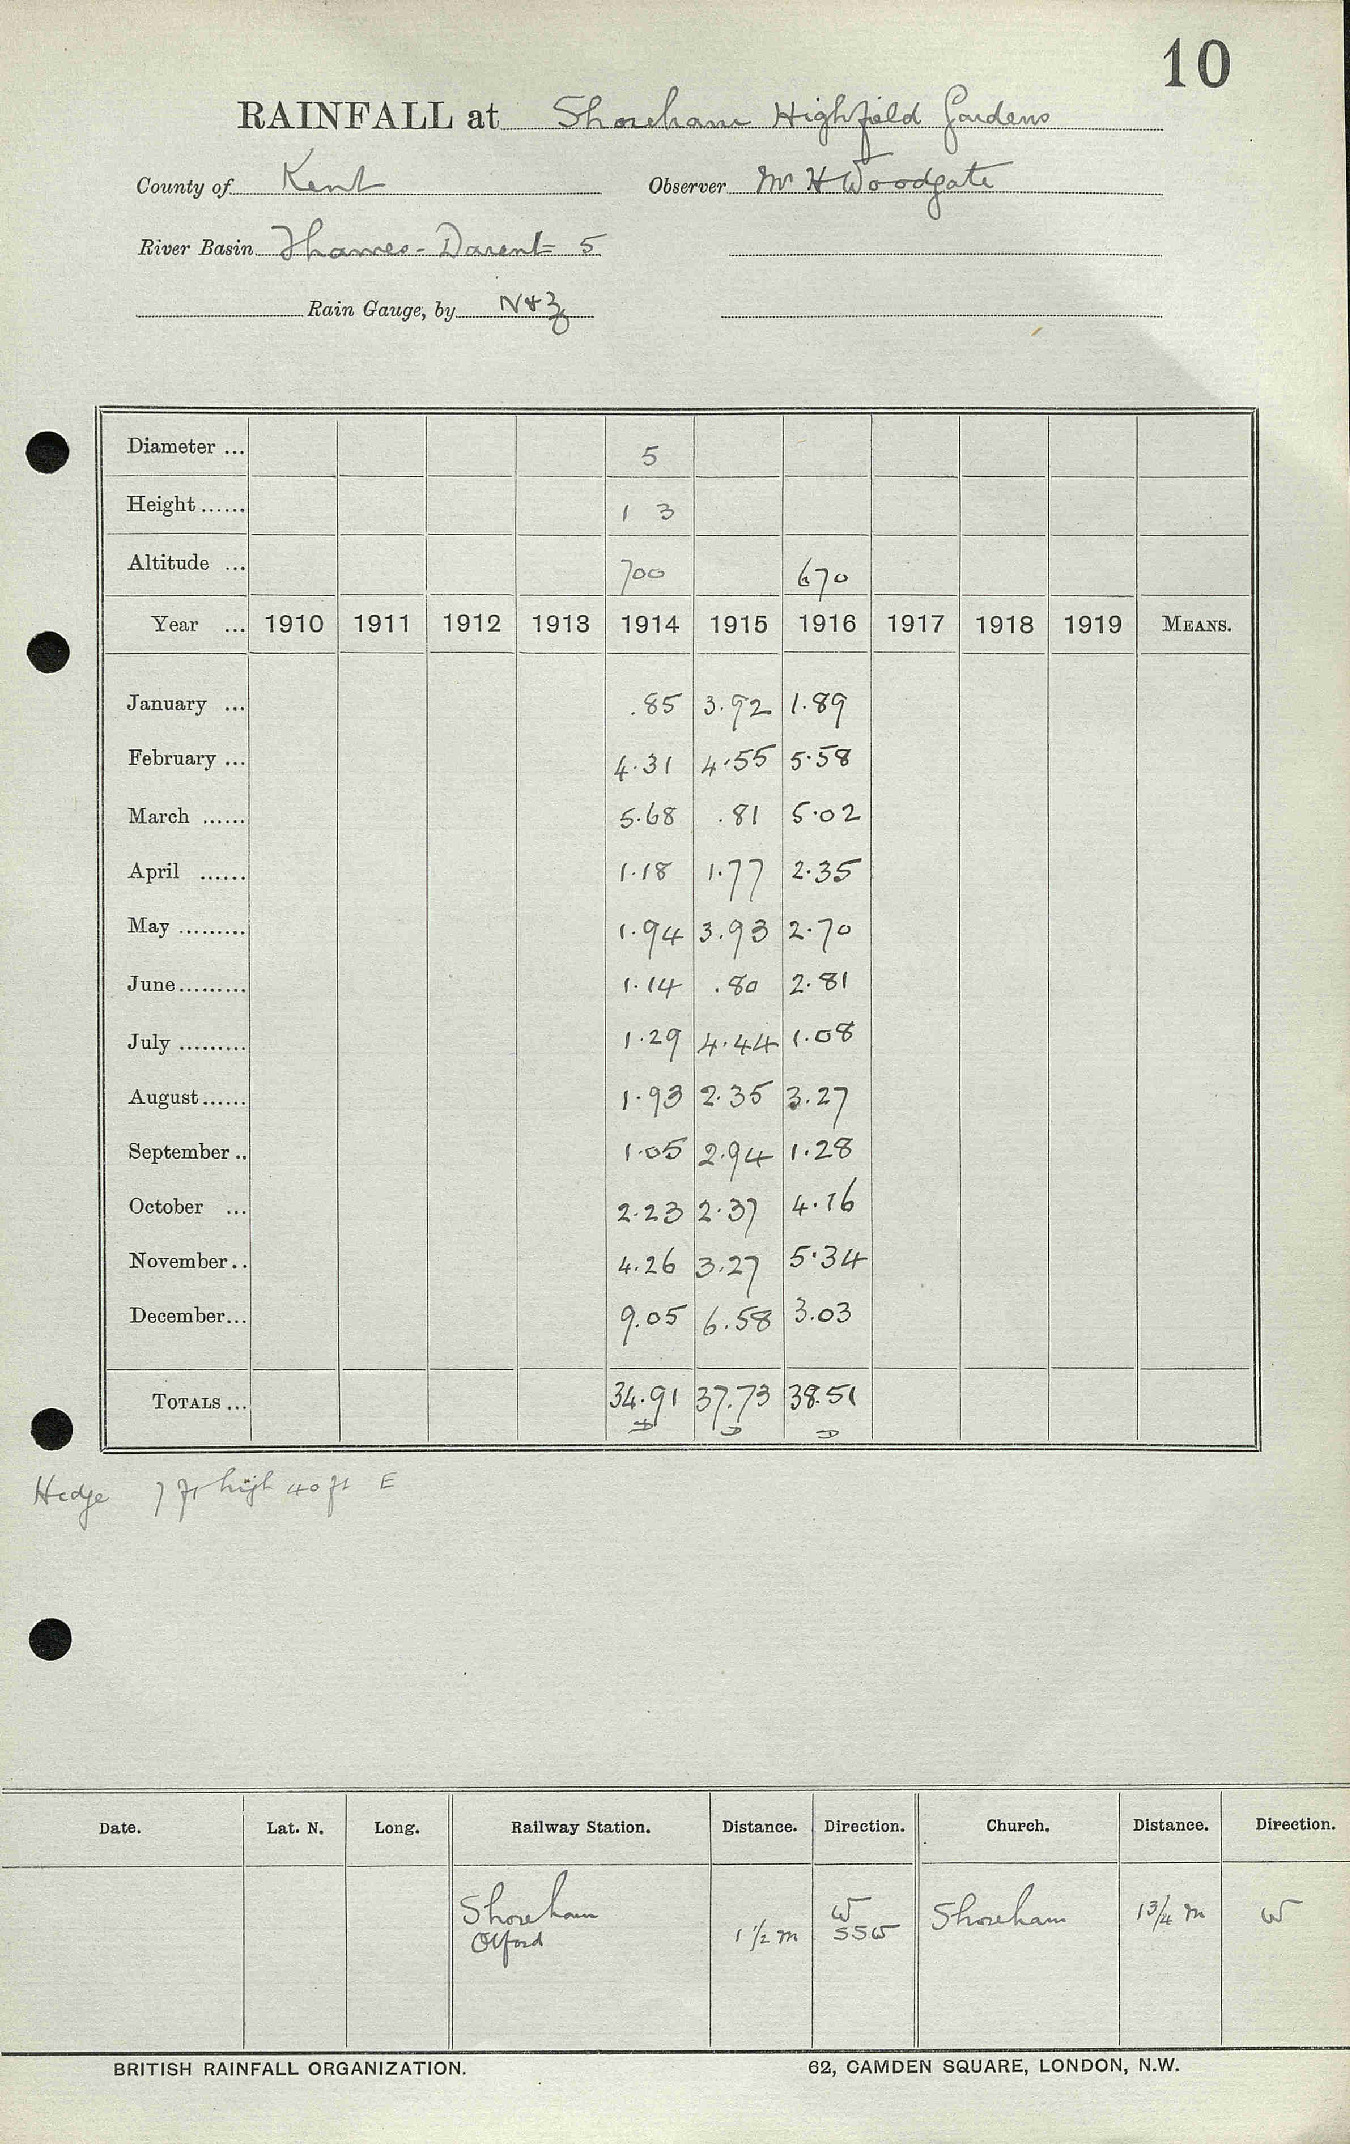 10
RAINFALL at Shoreham Highfield Gardens
County of Kent Observer Mr H Woodgate
River Basin Thames - Darent = 5
Rain Gauge, by N & Z
Diameter ... 5
Height ...... 1 3
Altitude ... 700 670
Year ... 1910 1911 1912 1913 1914 1915 1916 1917 1918 1919 MEANS.
January ... .85 3.92 1.89
February ... 4.31 4.55 5.58
March ...... 5.68 .81 5.02
April ...... 1.18 1.77 2.35
May ......... 1.94 3.93 2.70
June ......... 1.14 .80 2.81
July ......... 1.29 4.44 1.08
August ...... 1.93 2.35 3.27
September .. 1.05 2.94 1.28
October ... 2.23 2.37 4.16
November .. 4.26 3.27 5.34
December ... 9.05 6.58 3.03
TOTALS ... 34.91 37.73 38.51
D D
Hedge 7 ft high 40 ft E
Date. Lat. N. Long. Railway Station. Distance. Direction. Church. Distance. Direction.
Shoreham W Shoreham 1 3/4 m W
Otford 1 1/2 m SSW
BRITISH RAINFALL ORGANIZATION. 62, CAMDEN SQUARE, LONDON, N.W.